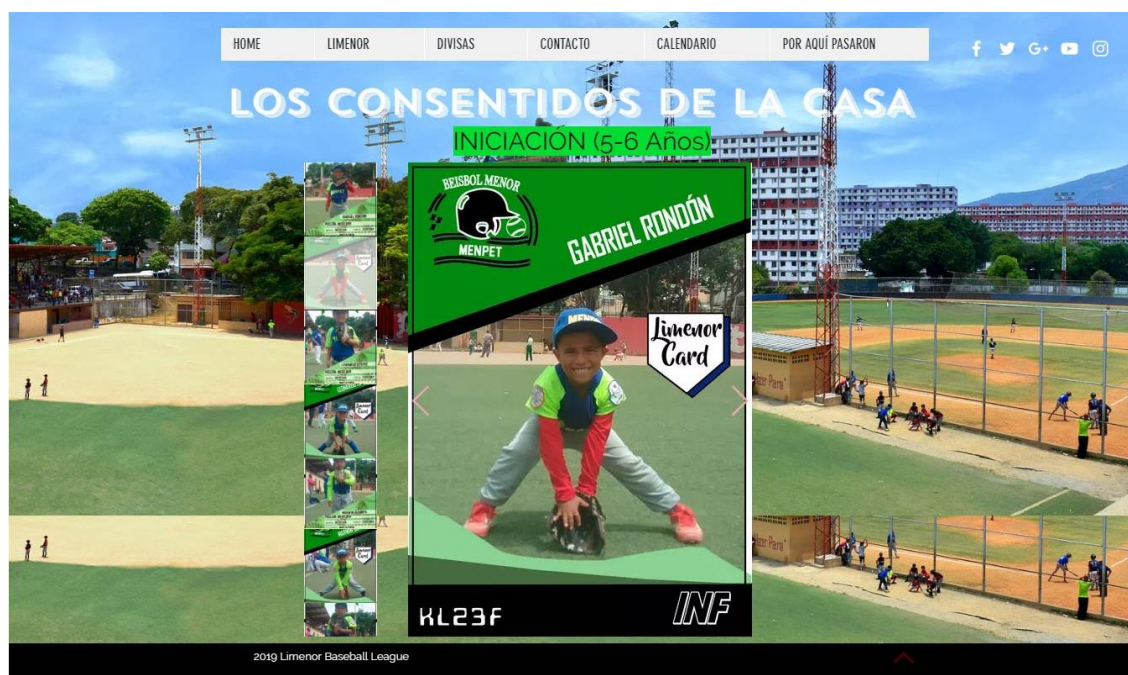 HOME
LIMENOR
DIVISAS
CONTACTO
CALENDARIO
POR AQUÍ PASARON
LOS CONSENTIDOS DE LA CASA
INICIACIÓN (5-6 Años)
BEISBOL MENOR
MENPET
GABRIEL RONDÓN
Limenor
Card
KL23F
INF
2019 Limenor Baseball League